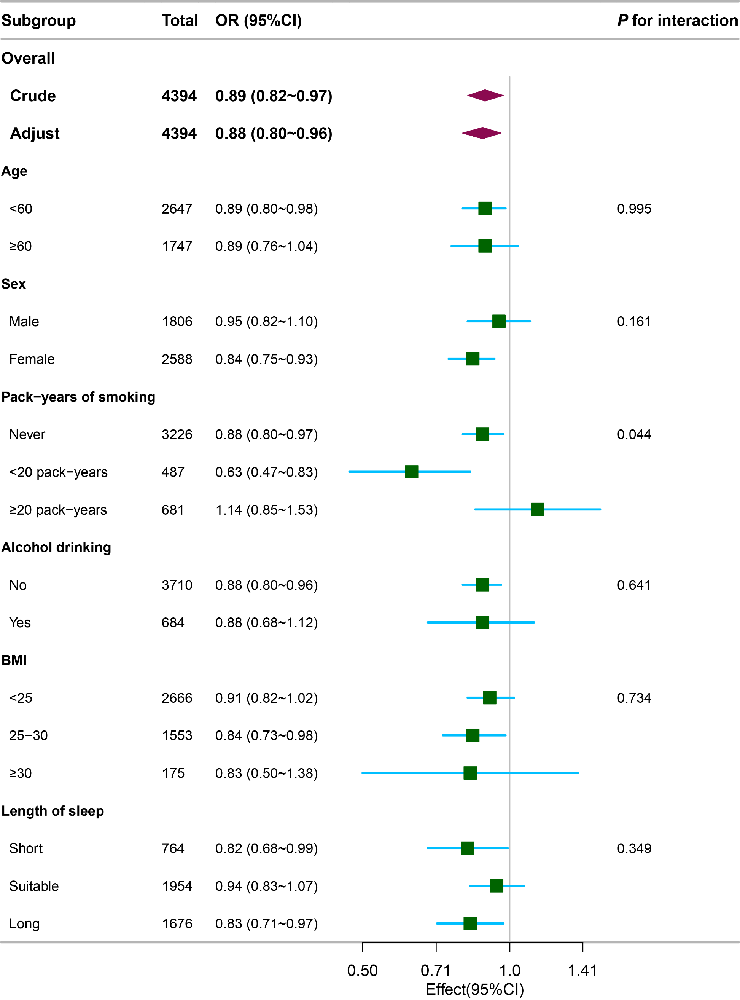 Subgroup Total OR (95%CI) P for interaction
Overall
Crude 4394 0.89 (0.82~0.97)
Adjust 4394 0.88 (0.80~0.96)
Age
<60 2647 0.89 (0.80~0.98) 0.995
≥60 1747 0.89 (0.76~1.04)
Sex
Male 1806 0.95 (0.82~1.10) 0.161
Female 2588 0.84 (0.75~0.93)
Pack−years of smoking
Never 3226 0.88 (0.80~0.97) 0.044
<20 pack−years 487 0.63 (0.47~0.83)
≥20 pack−years 681 1.14 (0.85~1.53)
Alcohol drinking
No 3710 0.88 (0.80~0.96) 0.641
Yes 684 0.88 (0.68~1.12)
BMI
<25 2666 0.91 (0.82~1.02) 0.734
25−30 1553 0.84 (0.73~0.98)
≥30 175 0.83 (0.50~1.38)
Length of sleep
Short 764 0.82 (0.68~0.99) 0.349
Suitable 1954 0.94 (0.83~1.07)
Long 1676 0.83 (0.71~0.97)
0.50 0.71 1.0 1.41
Effect(95%CI)